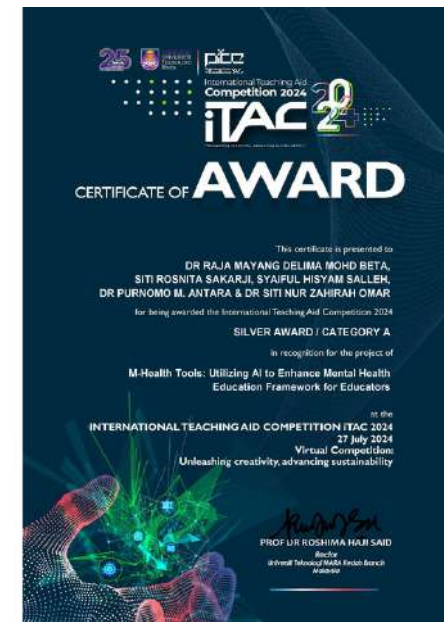 25
UNIVERSITI
TEKNOLOGI
MARA
International Teaching Aid
Competition 2024
iTAC 2024
CERTIFICATE OF AWARD
This certificate is presented to
DR RAJA MAYANG DELIMA MOHD BETA,
SITI ROSNITA SAKARJI, SYAIFUL HISYAM SALLEH,
DR PURNOMO M. ANTARA & DR SITI NUR ZAHIRAH OMAR
for being awarded the International Teaching Aid Competition 2024
SILVER AWARD / CATEGORY A
in recognition for the project of
M-Health Tools: Utilizing AI to Enhance Mental Health
Education Framework for Educators
at the
INTERNATIONAL TEACHING AID COMPETITION iTAC 2024
27 July 2024
Virtual Competition:
Unleashing creativity, advancing sustainability
PROF DR ROSHIMA HAJI SAID
Rector
Universiti Teknologi MARA Kedah Branch
Malaysia